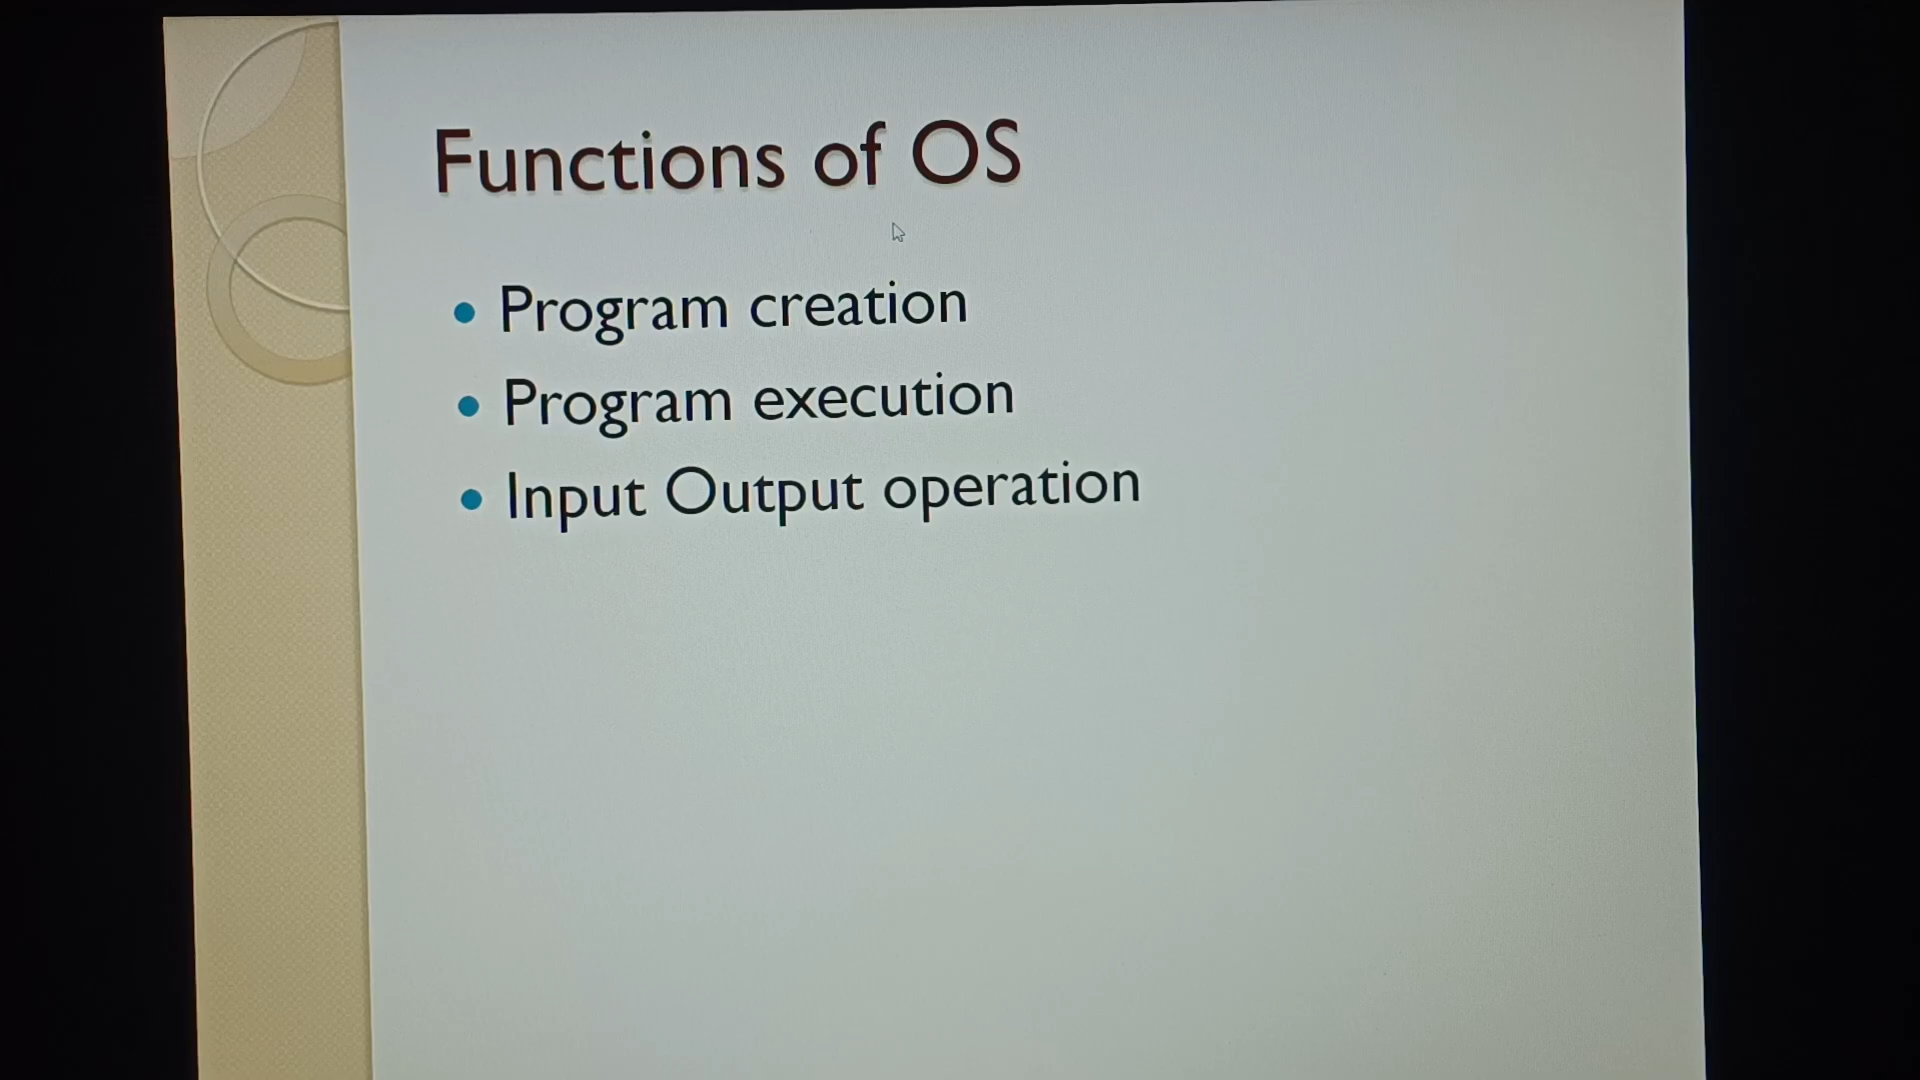 Functions of OS
Program creation
Program execution
Input Output operation